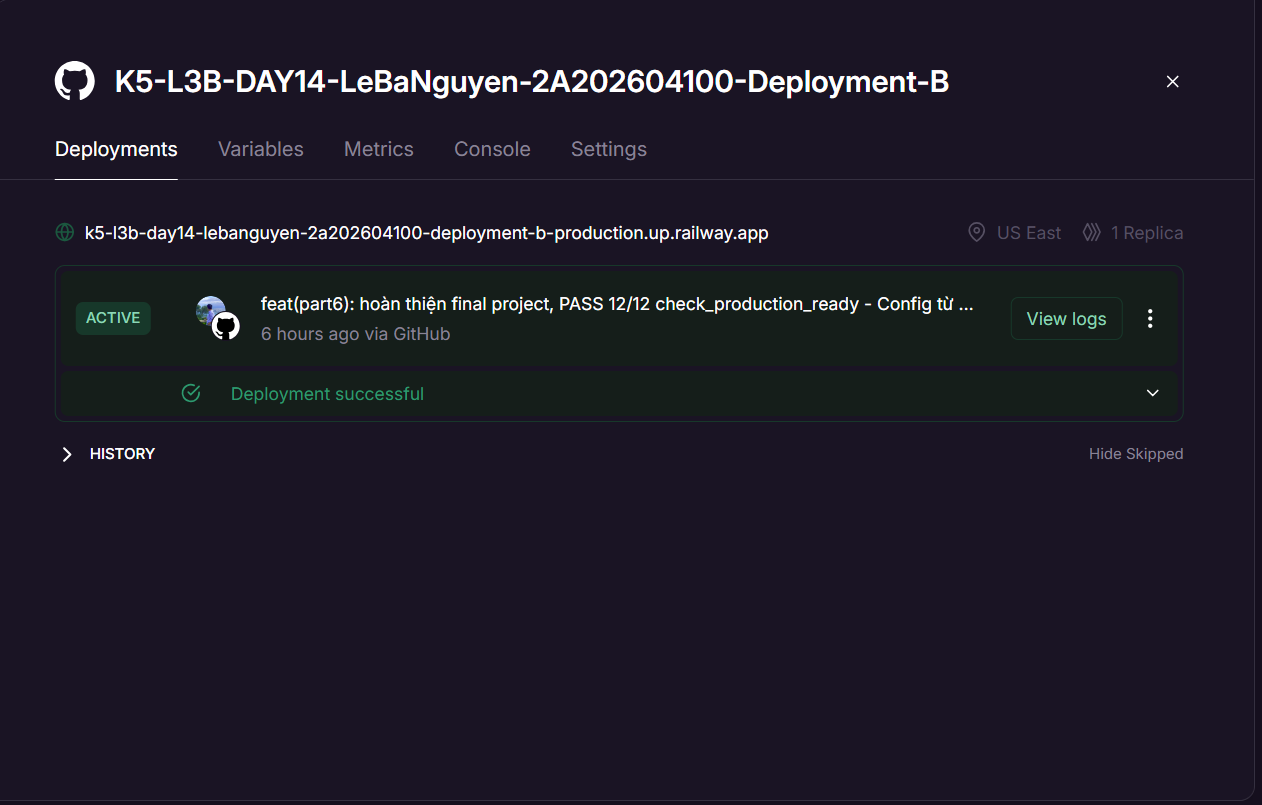 K5-L3B-DAY14-LeBaNguyen-2A202604100-Deployment-B
Deployments Variables Metrics Console Settings
k5-l3b-day14-lebanguyen-2a202604100-deployment-b-production.up.railway.app US East 1 Replica
ACTIVE feat(part6): hoàn thiện final project, PASS 12/12 check_production_ready - Config từ ... View logs
6 hours ago via GitHub
Deployment successful
HISTORY Hide Skipped